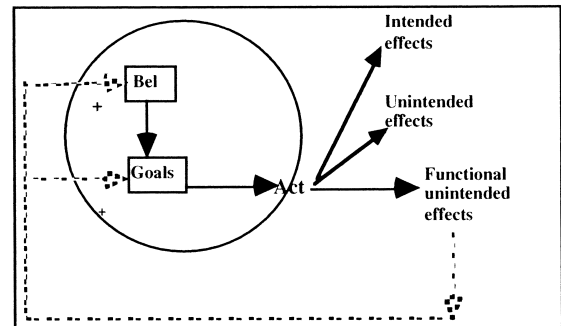 Intended
effects
Bel
+
Unintended
effects
Goals
Act
Functional
unintended
effects
+